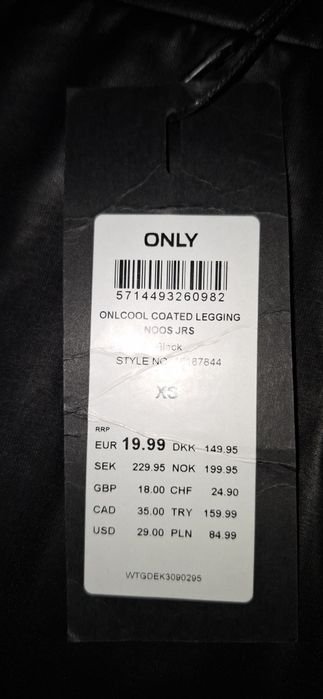 ONLY
5714493260982
ONLCOOL COATED LEGGING
NOOS JRS
Black
STYLE NO
XS
RRP
EUR 19.99 DKK 149.95
SEK 229.95 NOK 199.95
GBP 18.00 CHF 24.90
CAD 35.00 TRY 159.99
USD 29.00 PLN 84.99
WTGDEK3090295